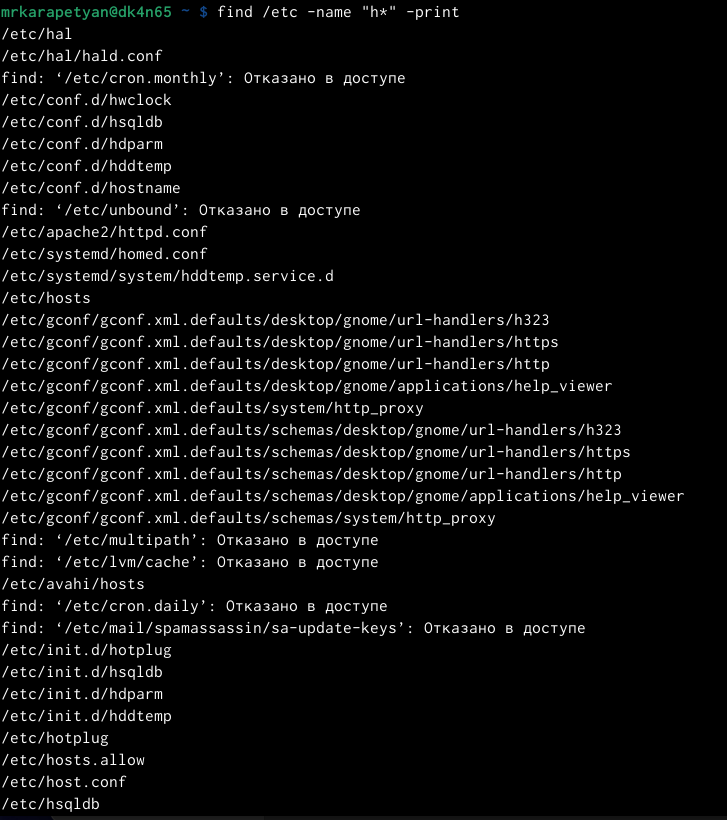 mrkarapetyan@dk4n65 ~ $ find /etc -name "h*" -print
/etc/hal
/etc/hal/hald.conf
find: ‘/etc/cron.monthly’: Отказано в доступе
/etc/conf.d/hwclock
/etc/conf.d/hsqldb
/etc/conf.d/hdparm
/etc/conf.d/hddtemp
/etc/conf.d/hostname
find: ‘/etc/unbound’: Отказано в доступе
/etc/apache2/httpd.conf
/etc/systemd/homed.conf
/etc/systemd/system/hddtemp.service.d
/etc/hosts
/etc/gconf/gconf.xml.defaults/desktop/gnome/url-handlers/h323
/etc/gconf/gconf.xml.defaults/desktop/gnome/url-handlers/https
/etc/gconf/gconf.xml.defaults/desktop/gnome/url-handlers/http
/etc/gconf/gconf.xml.defaults/desktop/gnome/applications/help_viewer
/etc/gconf/gconf.xml.defaults/system/http_proxy
/etc/gconf/gconf.xml.defaults/schemas/desktop/gnome/url-handlers/h323
/etc/gconf/gconf.xml.defaults/schemas/desktop/gnome/url-handlers/https
/etc/gconf/gconf.xml.defaults/schemas/desktop/gnome/url-handlers/http
/etc/gconf/gconf.xml.defaults/schemas/desktop/gnome/applications/help_viewer
/etc/gconf/gconf.xml.defaults/schemas/system/http_proxy
find: ‘/etc/multipath’: Отказано в доступе
find: ‘/etc/lvm/cache’: Отказано в доступе
/etc/avahi/hosts
find: ‘/etc/cron.daily’: Отказано в доступе
find: ‘/etc/mail/spamassassin/sa-update-keys’: Отказано в доступе
/etc/init.d/hotplug
/etc/init.d/hsqldb
/etc/init.d/hdparm
/etc/init.d/hddtemp
/etc/hotplug
/etc/hosts.allow
/etc/host.conf
/etc/hsqldb